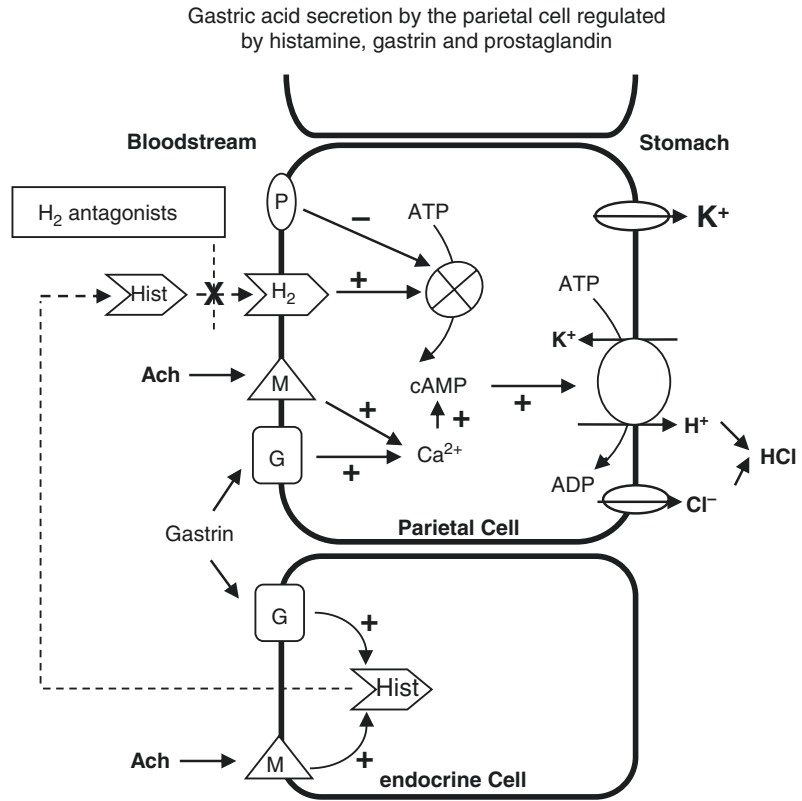 Gastric acid secretion by the parietal cell regulated
by histamine, gastrin and prostaglandin
Bloodstream
Stomach
H₂ antagonists
P
−
ATP
K⁺
Hist
X
H₂
+
ATP
K⁺
Ach
M
+
cAMP
+
+
H⁺
HCl
G
+
Ca²⁺
ADP
Cl⁻
Gastrin
Parietal Cell
G
+
Hist
Ach
M
+
endocrine Cell